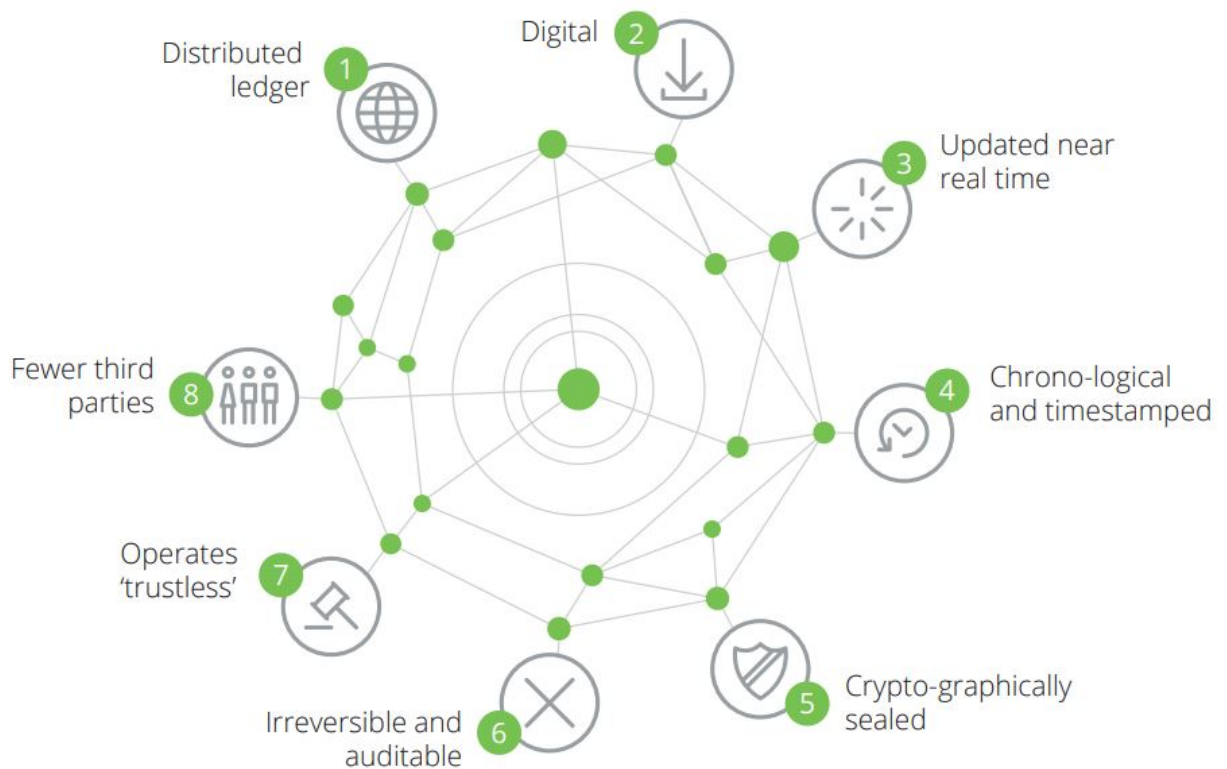 1
Distributed
ledger
2
Digital
3
Updated near
real time
4
Chrono-logical
and timestamped
5
Crypto-graphically
sealed
6
Irreversible and
auditable
7
Operates
‘trustless’
8
Fewer third
parties